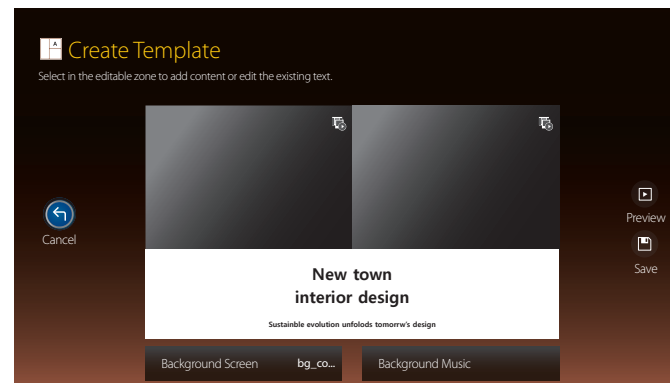 A
Create Template
Select in the editable zone to add content or edit the existing text.
Cancel
Preview
Save
New town
interior design
Sustainble evolution unfolods tomorrw's design
Background Screen bg_co...
Background Music